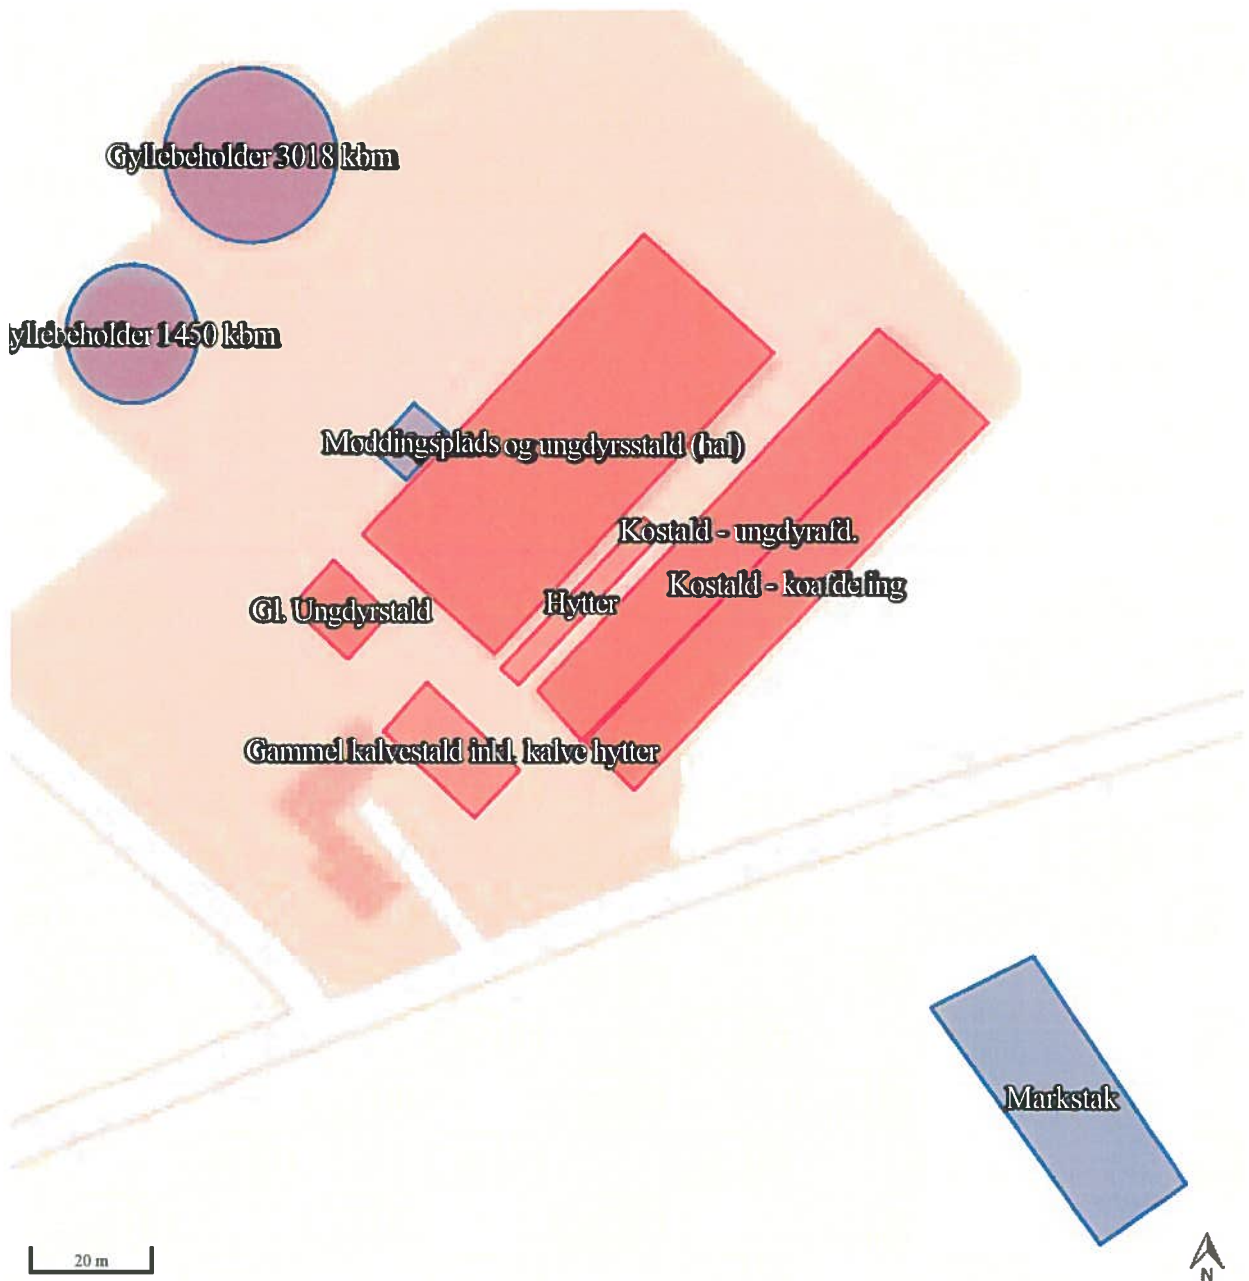 Gyllebeholder 3018 kbm
yllebeholder 1450 kbm
Møddingsplads og ungdyrsstald (hal)
Kostald - ungdyrafd.
Kostald - koafdeling
Hytter
Gl. Ungdyrstald
Gammel kalvestald inkl. kalve hytter
Markstak
20 m
N